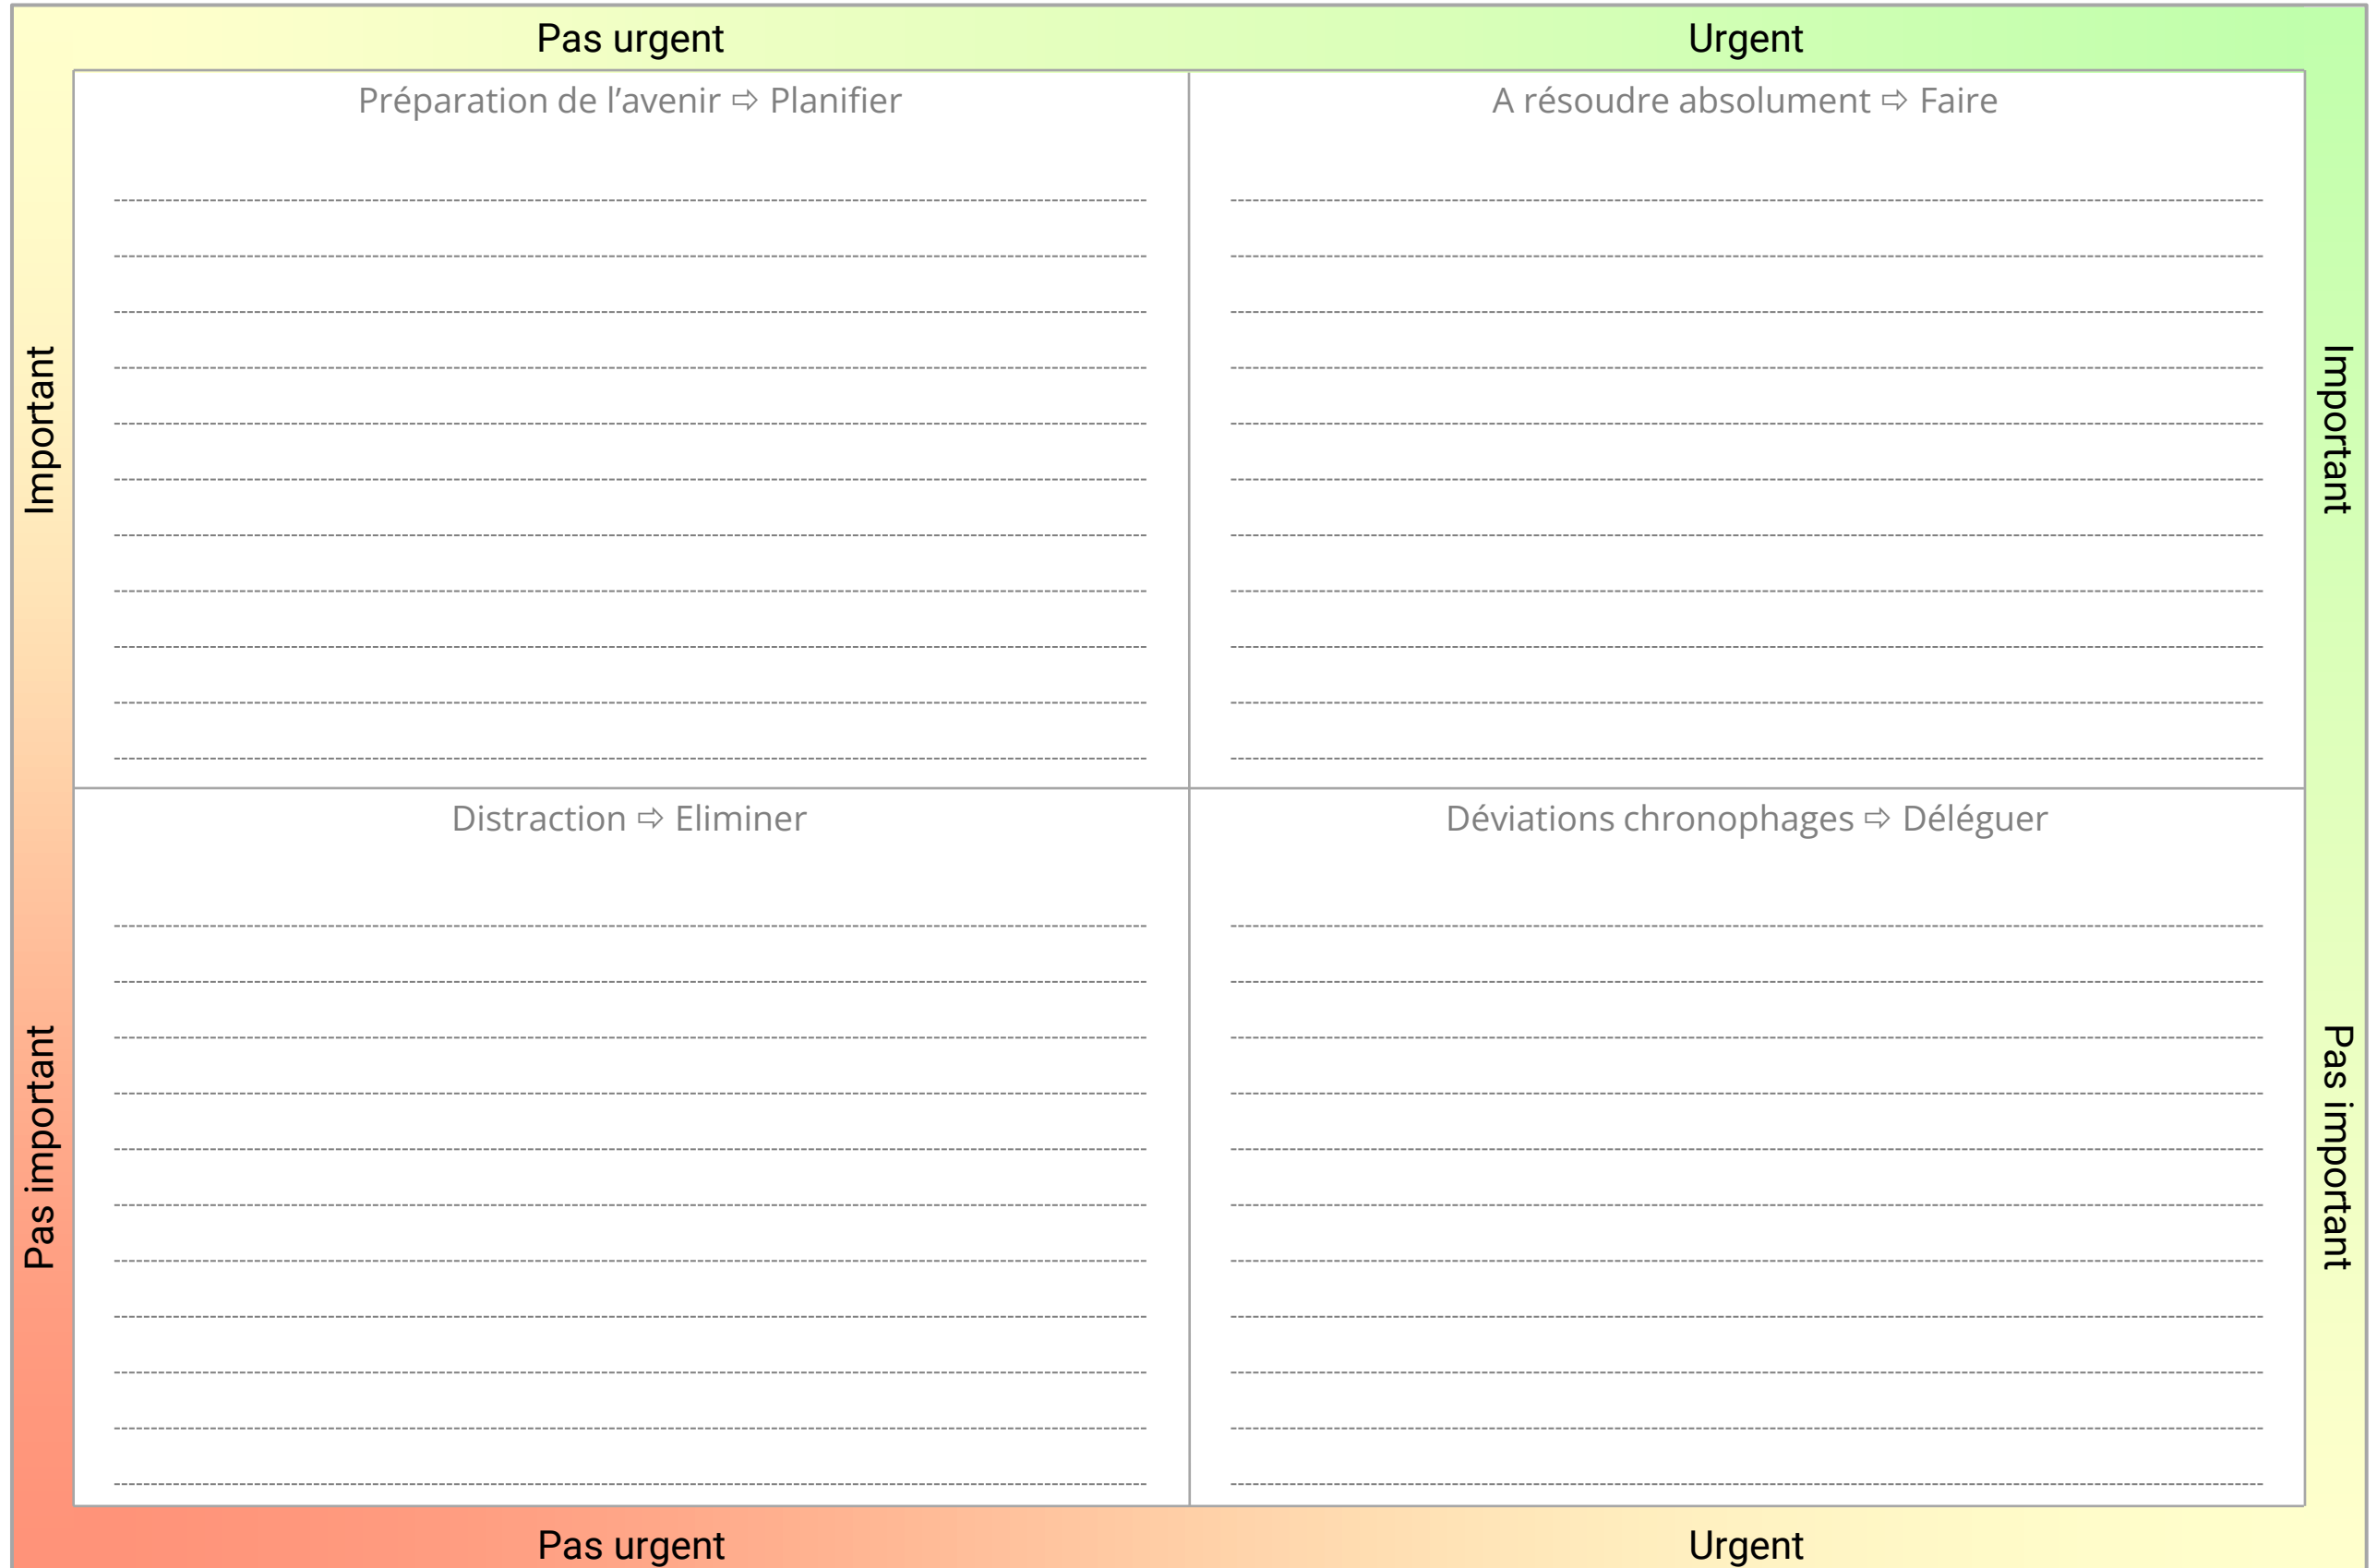 Pas urgent
Urgent
Préparation de l’avenir ⇨ Planifier
A résoudre absolument ⇨ Faire
Important
Important
Distraction ⇨ Eliminer
Déviations chronophages ⇨ Déléguer
Pas important
Pas important
Pas urgent
Urgent